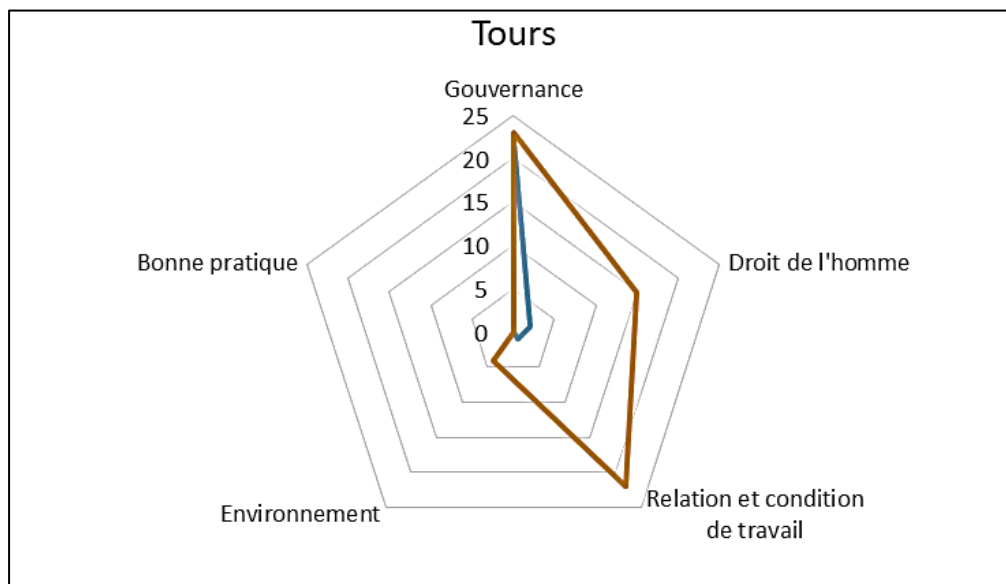 Tours
Gouvernance
25
20
15
10
5
0
Droit de l'homme
Relation et condition
de travail
Environnement
Bonne pratique